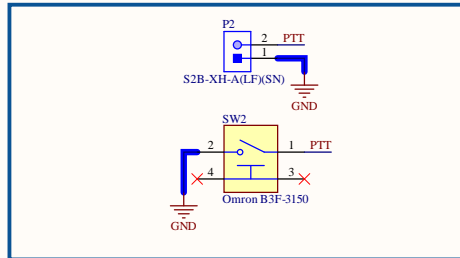 P2
2 PTT
1
S2B-XH-A(LF)(SN)
GND
SW2
2 1 PTT
4 3
Omron B3F-3150
GND